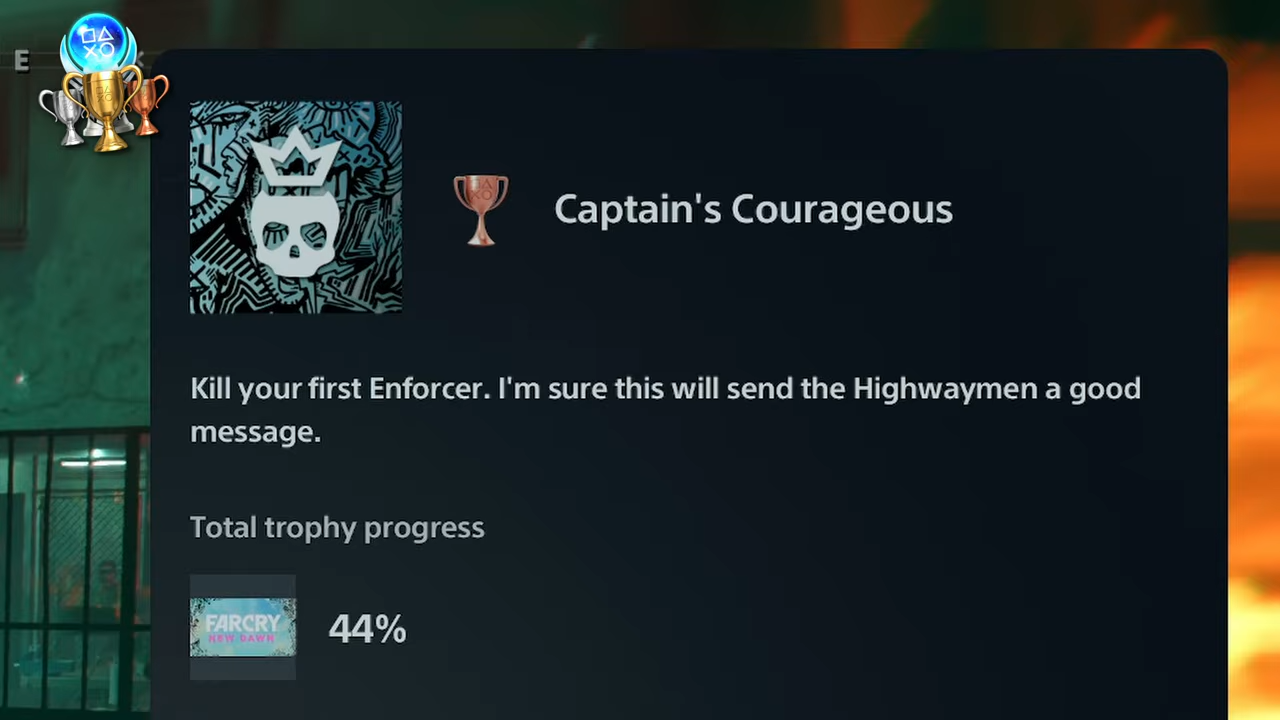 E
Captain's Courageous
Kill your first Enforcer. I'm sure this will send the Highwaymen a good
message.
Total trophy progress
FARCRY
NEW DAWN
44%